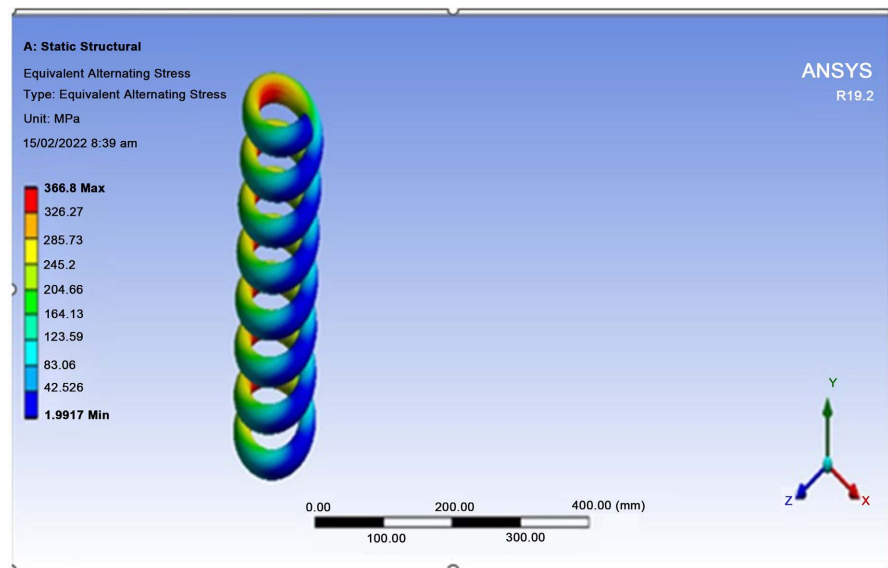 A: Static Structural
Equivalent Alternating Stress
Type: Equivalent Alternating Stress
Unit: MPa
15/02/2022 8:39 am
ANSYS
R19.2
366.8 Max
326.27
285.73
245.2
204.66
164.13
123.59
83.06
42.526
1.9917 Min
Y
Z
X
0.00
200.00
400.00 (mm)
100.00
300.00